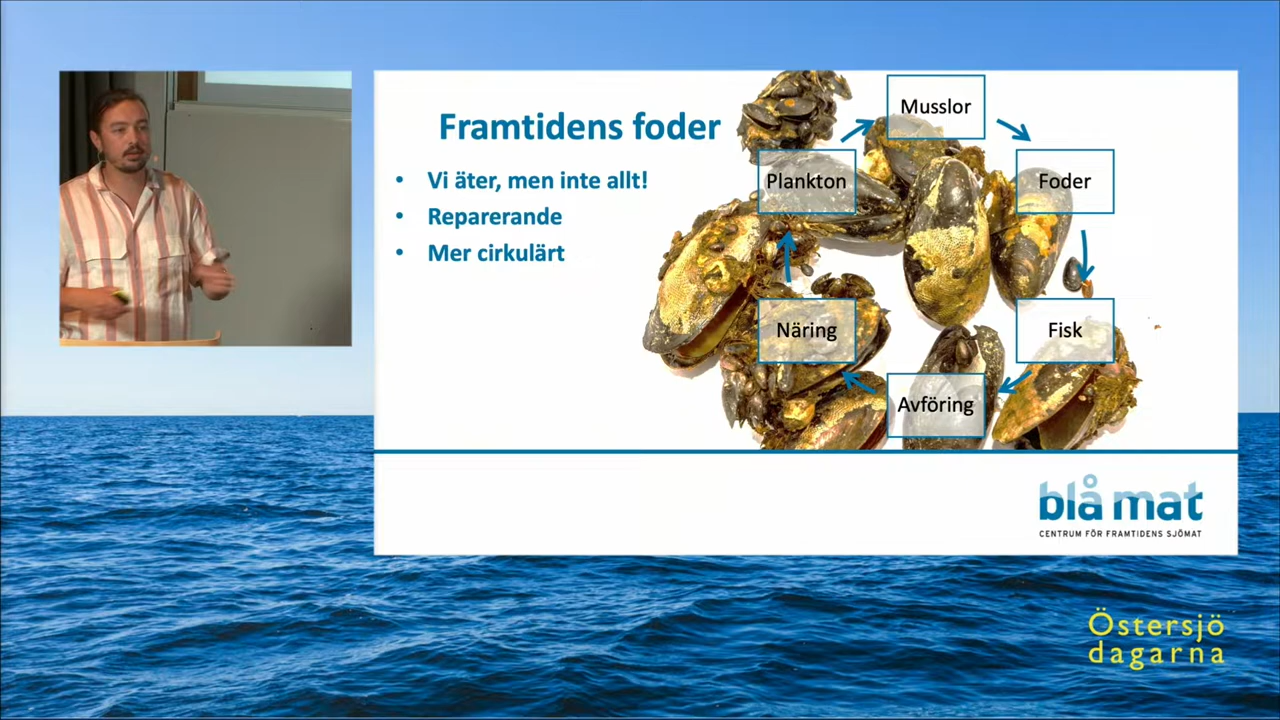 Framtidens foder
• Vi äter, men inte allt!
• Reparerande
• Mer cirkulärt
Musslor
Plankton
Foder
Näring
Fisk
Avföring
blå mat
CENTRUM FÖR FRAMTIDENS SJÖMAT
Östersjö
dagarna